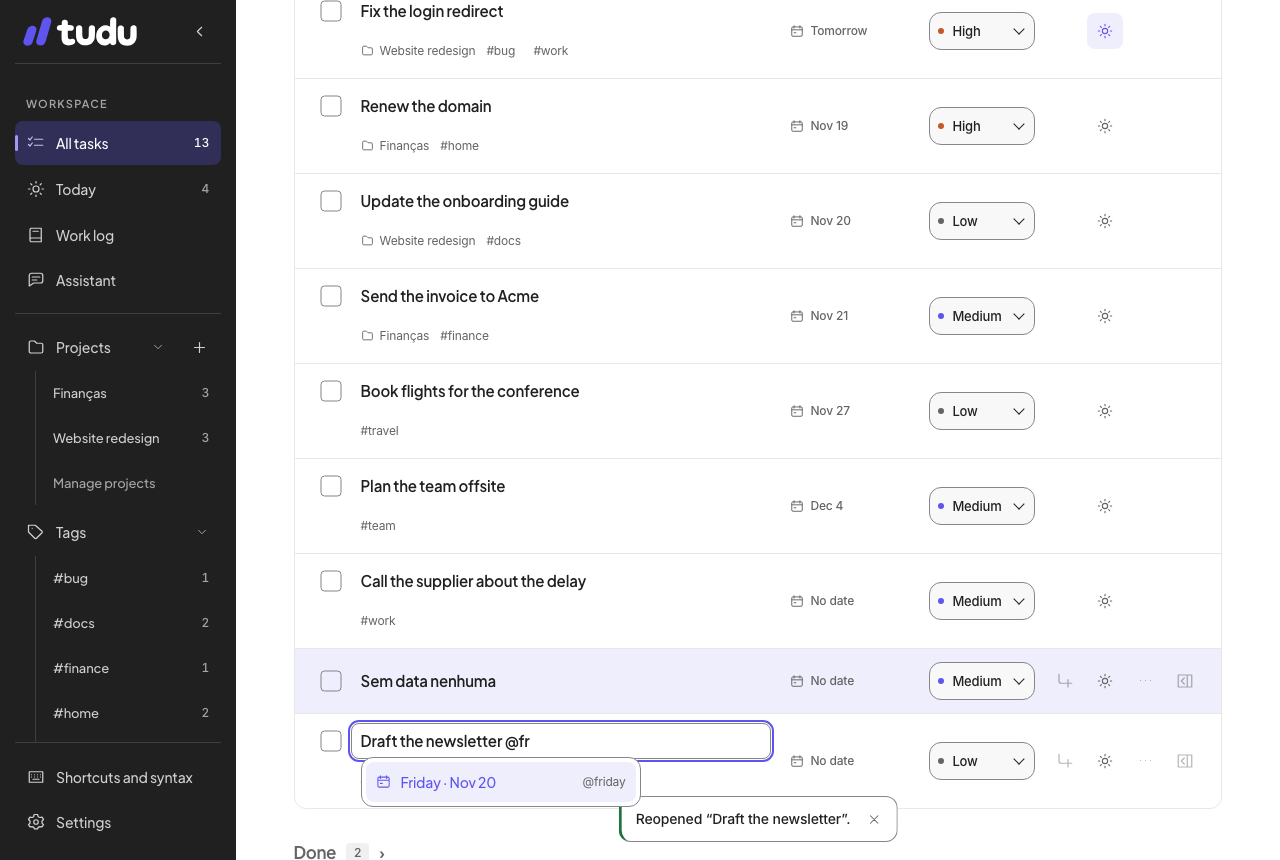 tudu
WORKSPACE
All tasks 13
Today 4
Work log
Assistant
Projects
Finanças 3
Website redesign 3
Manage projects
Tags
#bug 1
#docs 2
#finance 1
#home 2
Shortcuts and syntax
Settings
Fix the login redirect
Website redesign #bug #work
Tomorrow
High
Renew the domain
Finanças #home
Nov 19
High
Update the onboarding guide
Website redesign #docs
Nov 20
Low
Send the invoice to Acme
Finanças #finance
Nov 21
Medium
Book flights for the conference
#travel
Nov 27
Low
Plan the team offsite
#team
Dec 4
Medium
Call the supplier about the delay
#work
No date
Medium
Sem data nenhuma
No date
Medium
Draft the newsletter @fr
No date
Low
Friday · Nov 20 @friday
Reopened “Draft the newsletter”.
Done 2